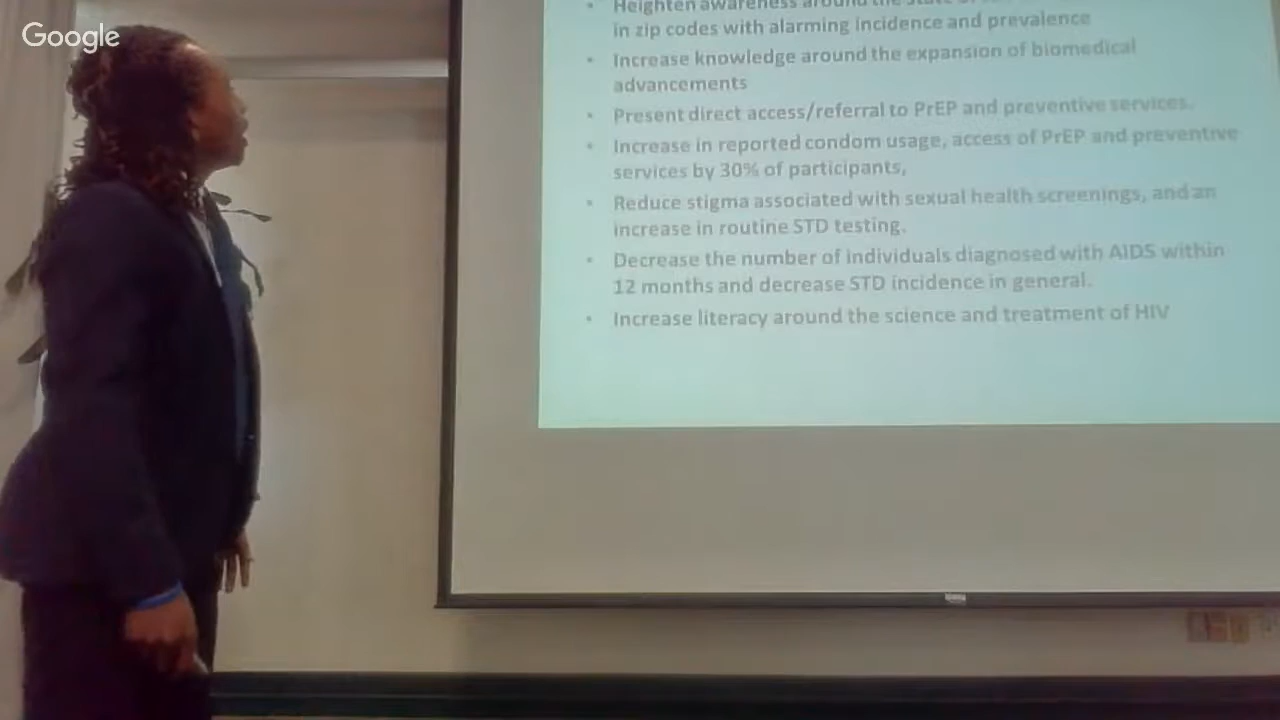 Google
Heighten awareness around the
in zip codes with alarming incidence and prevalence
Increase knowledge around the expansion of biomedical
advancements
Present direct access/referral to PrEP and preventive services.
Increase in reported condom usage, access of PrEP and preventive
services by 30% of participants,
Reduce stigma associated with sexual health screenings, and an
increase in routine STD testing.
Decrease the number of individuals diagnosed with AIDS within
12 months and decrease STD incidence in general.
Increase literacy around the science and treatment of HIV